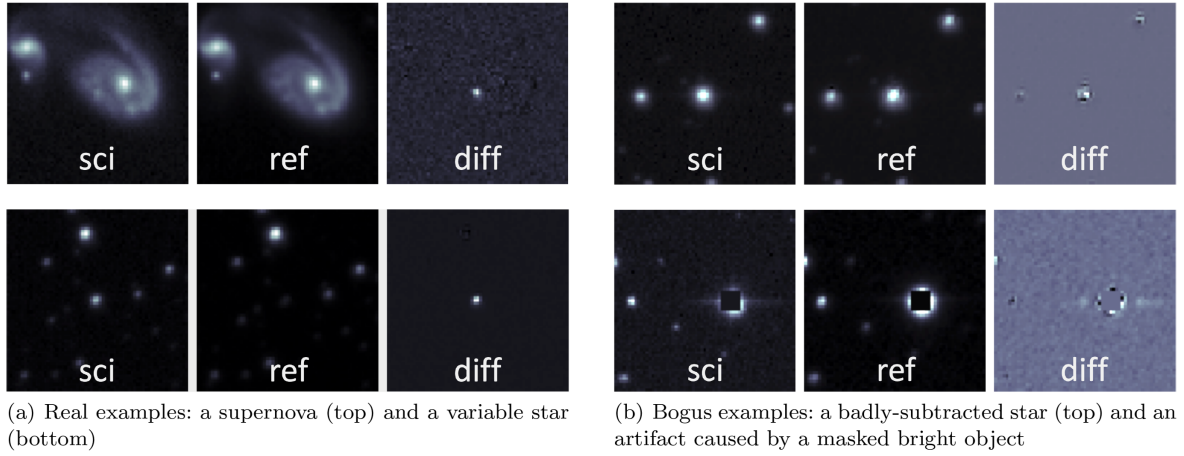 sci ref diff sci ref diff
sci ref diff sci ref diff
(a) Real examples: a supernova (top) and a variable star
(bottom)
(b) Bogus examples: a badly-subtracted star (top) and an
artifact caused by a masked bright object